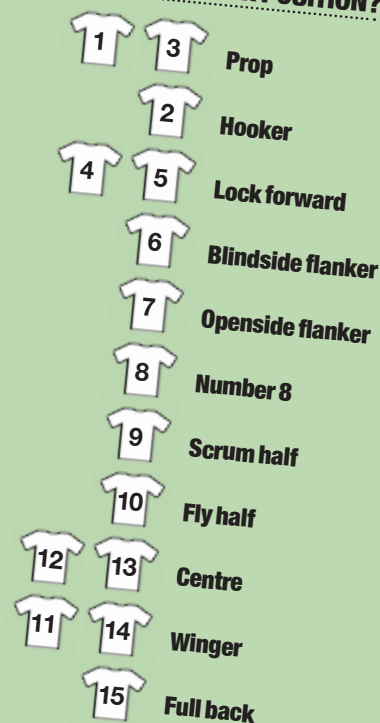 POSITION?
1 3 Prop
2 Hooker
4 5 Lock forward
6 Blindside flanker
7 Openside flanker
8 Number 8
9 Scrum half
10 Fly half
12 13 Centre
11 14 Winger
15 Full back